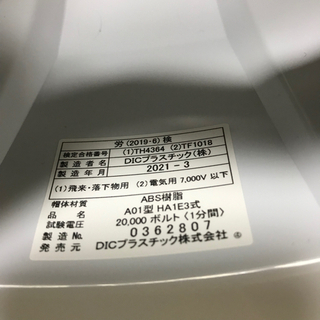 労(2019・6)検
検定合格番号 (1)TH4364 (2)TF1018
製造者名 DICプラスチック(株)
製造年月 2021-3
(1)飛来・落下物用 (2)電気用 7,000V 以下
帽体材質 ABS樹脂
品名 A01型 HA1E3式
試験電圧 20,000 ボルト〈1分間〉
製造No. 0362807
発売元 DICプラスチック株式会社